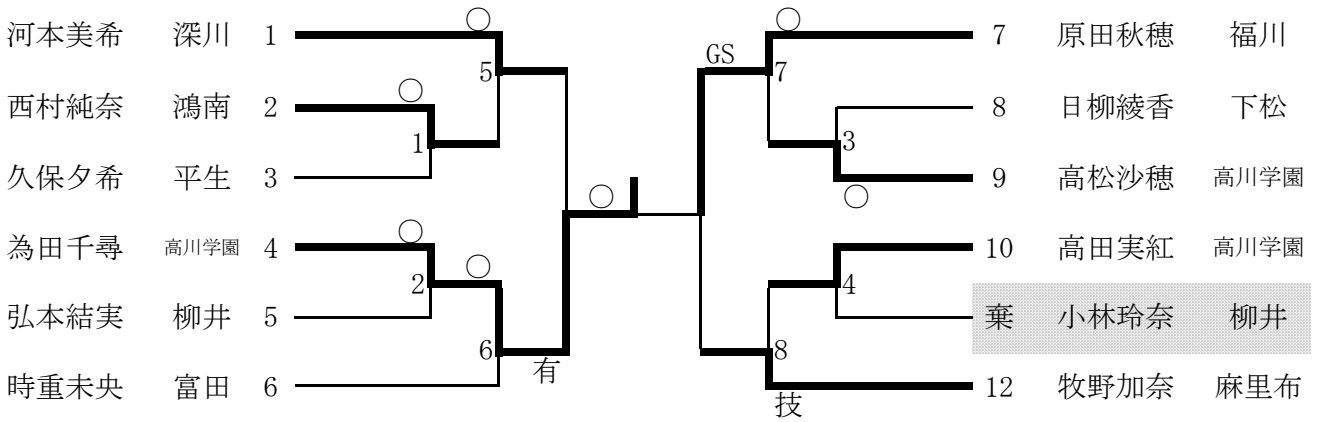 河本美希 深川 1 ○ ○ 7 原田秋穂 福川
GS
5 7
西村純奈 鴻南 2 ○ 8 日柳綾香 下松
1 3
久保夕希 平生 3 ○ ○ 9 高松沙穂 高川学園
為田千尋 高川学園 4 ○ 10 高田実紅 高川学園
○
2 4
弘本結実 柳井 5 棄 小林玲奈 柳井
6 8
有
時重未央 富田 6 12 牧野加奈 麻里布
技